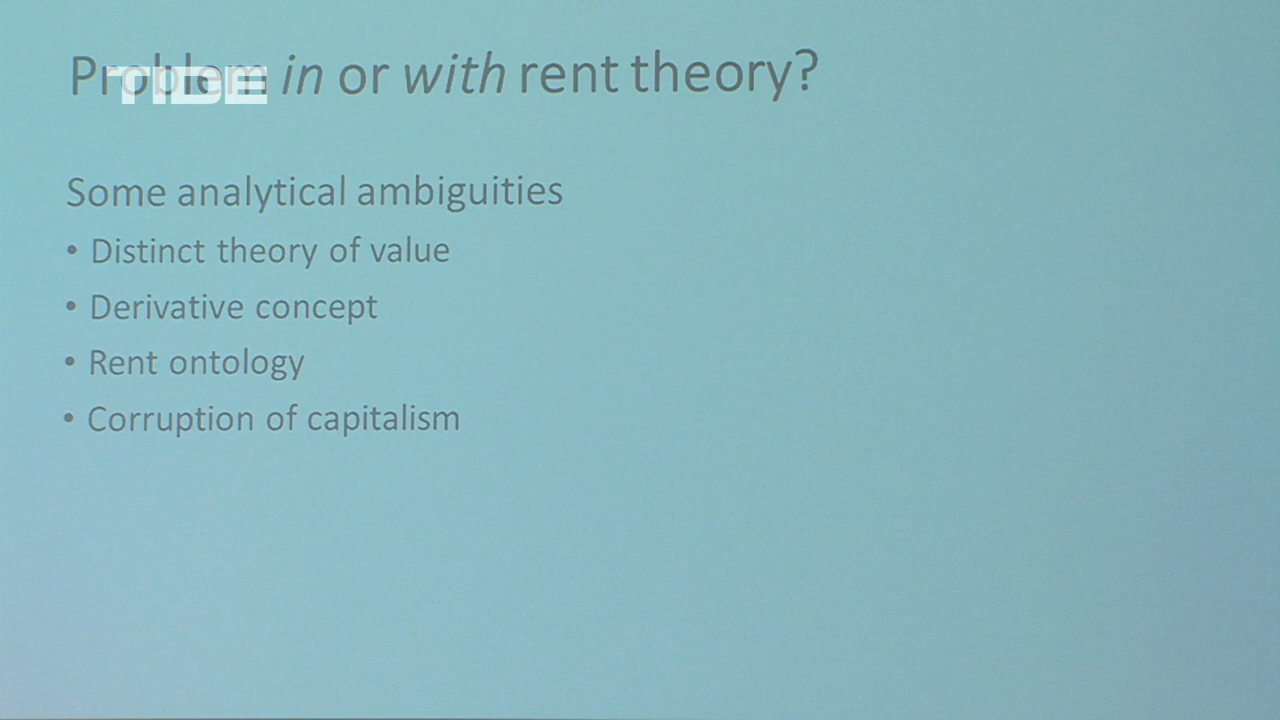 Problem in or with rent theory?
TIDE
Some analytical ambiguities
• Distinct theory of value
• Derivative concept
• Rent ontology
• Corruption of capitalism